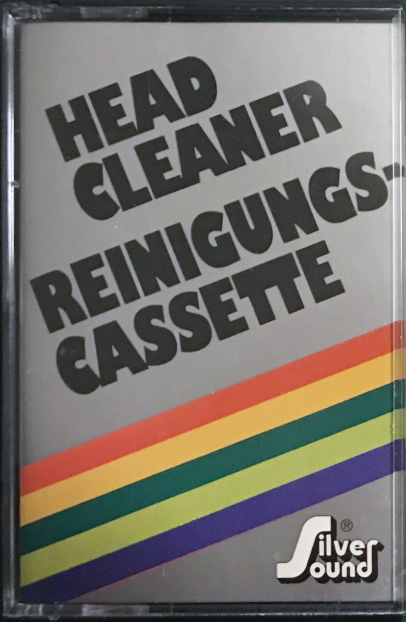 HEAD
CLEANER
REINIGUNGS-
CASSETTE
®
Silver
Sound